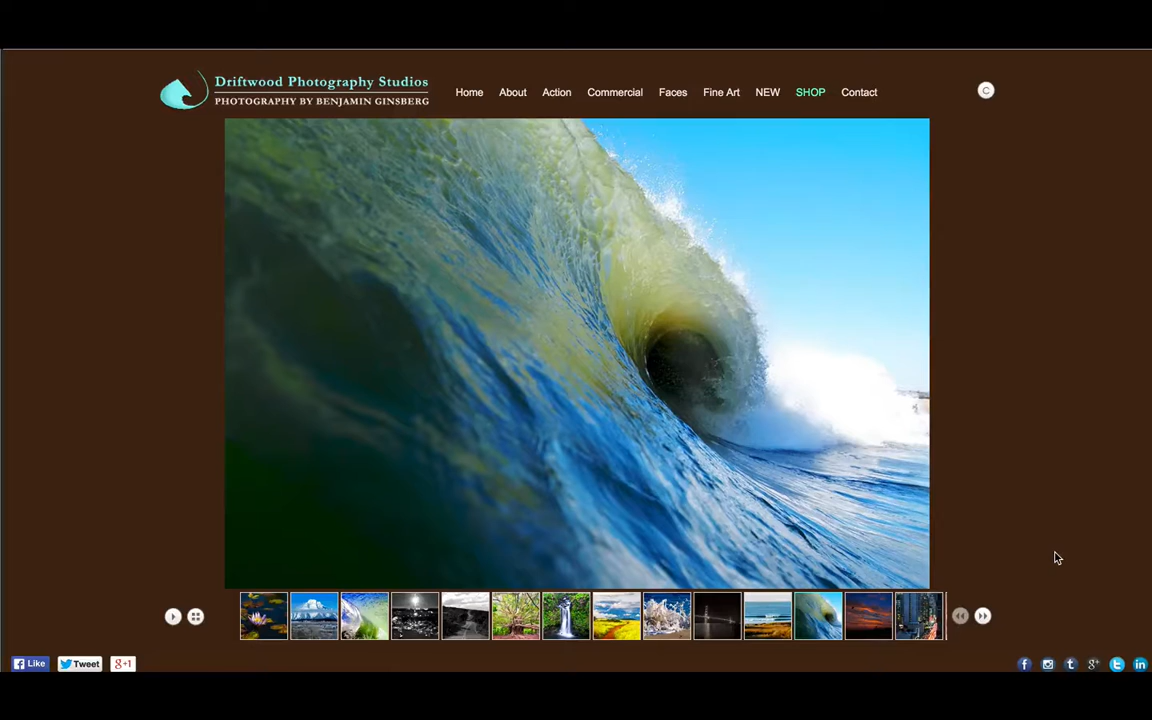 Driftwood Photography Studios
PHOTOGRAPHY BY BENJAMIN GINSBERG
Home About Action Commercial Faces Fine Art NEW SHOP Contact
C
f Like
Tweet
g+1
f t g+ in